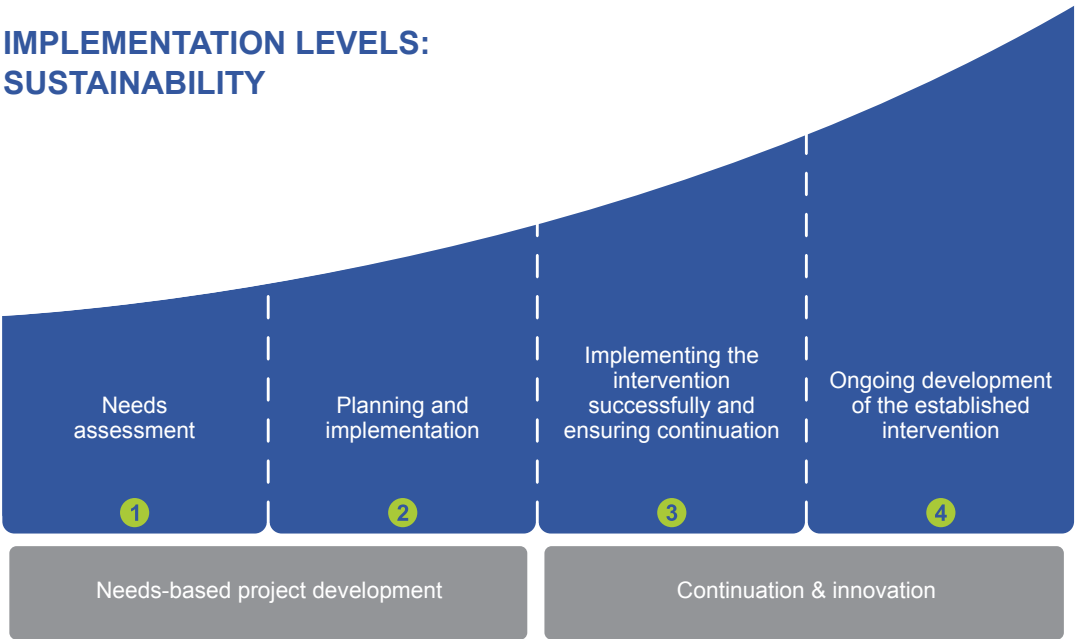 IMPLEMENTATION LEVELS:
SUSTAINABILITY
Needs
assessment
1
Planning and
implementation
2
Implementing the
intervention
successfully and
ensuring continuation
3
Ongoing development
of the established
intervention
4
Needs-based project development
Continuation & innovation